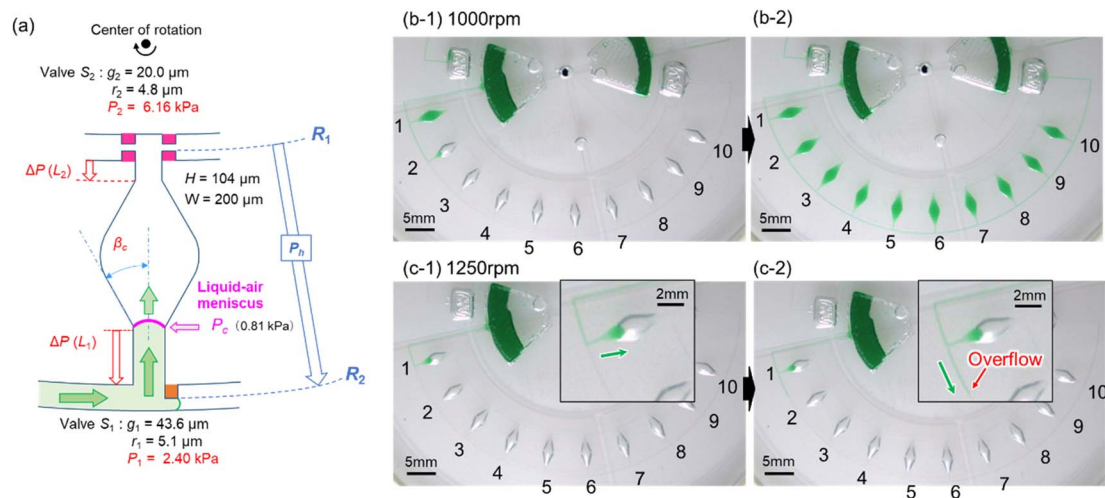 (a)
Center of rotation
Valve S₂ : g₂ = 20.0 μm
r₂ = 4.8 μm
P₂ = 6.16 kPa
R₁
ΔP (L₂)
H = 104 μm
W = 200 μm
βc
Pₕ
Liquid-air
meniscus
Pc (0.81 kPa)
ΔP(L₁)
R₂
Valve S₁ : g₁ = 43.6 μm
r₁ = 5.1 μm
P₁ = 2.40 kPa
(b-1) 1000rpm
1
2
3
4
5
6
7
8
9
10
5mm
(b-2)
1
2
3
4
5
6
7
8
9
10
5mm
(c-1) 1250rpm
2mm
1
2
3
4
5
6
7
8
9
10
5mm
(c-2)
2mm
Overflow
1
2
3
4
5
6
7
8
9
10
5mm